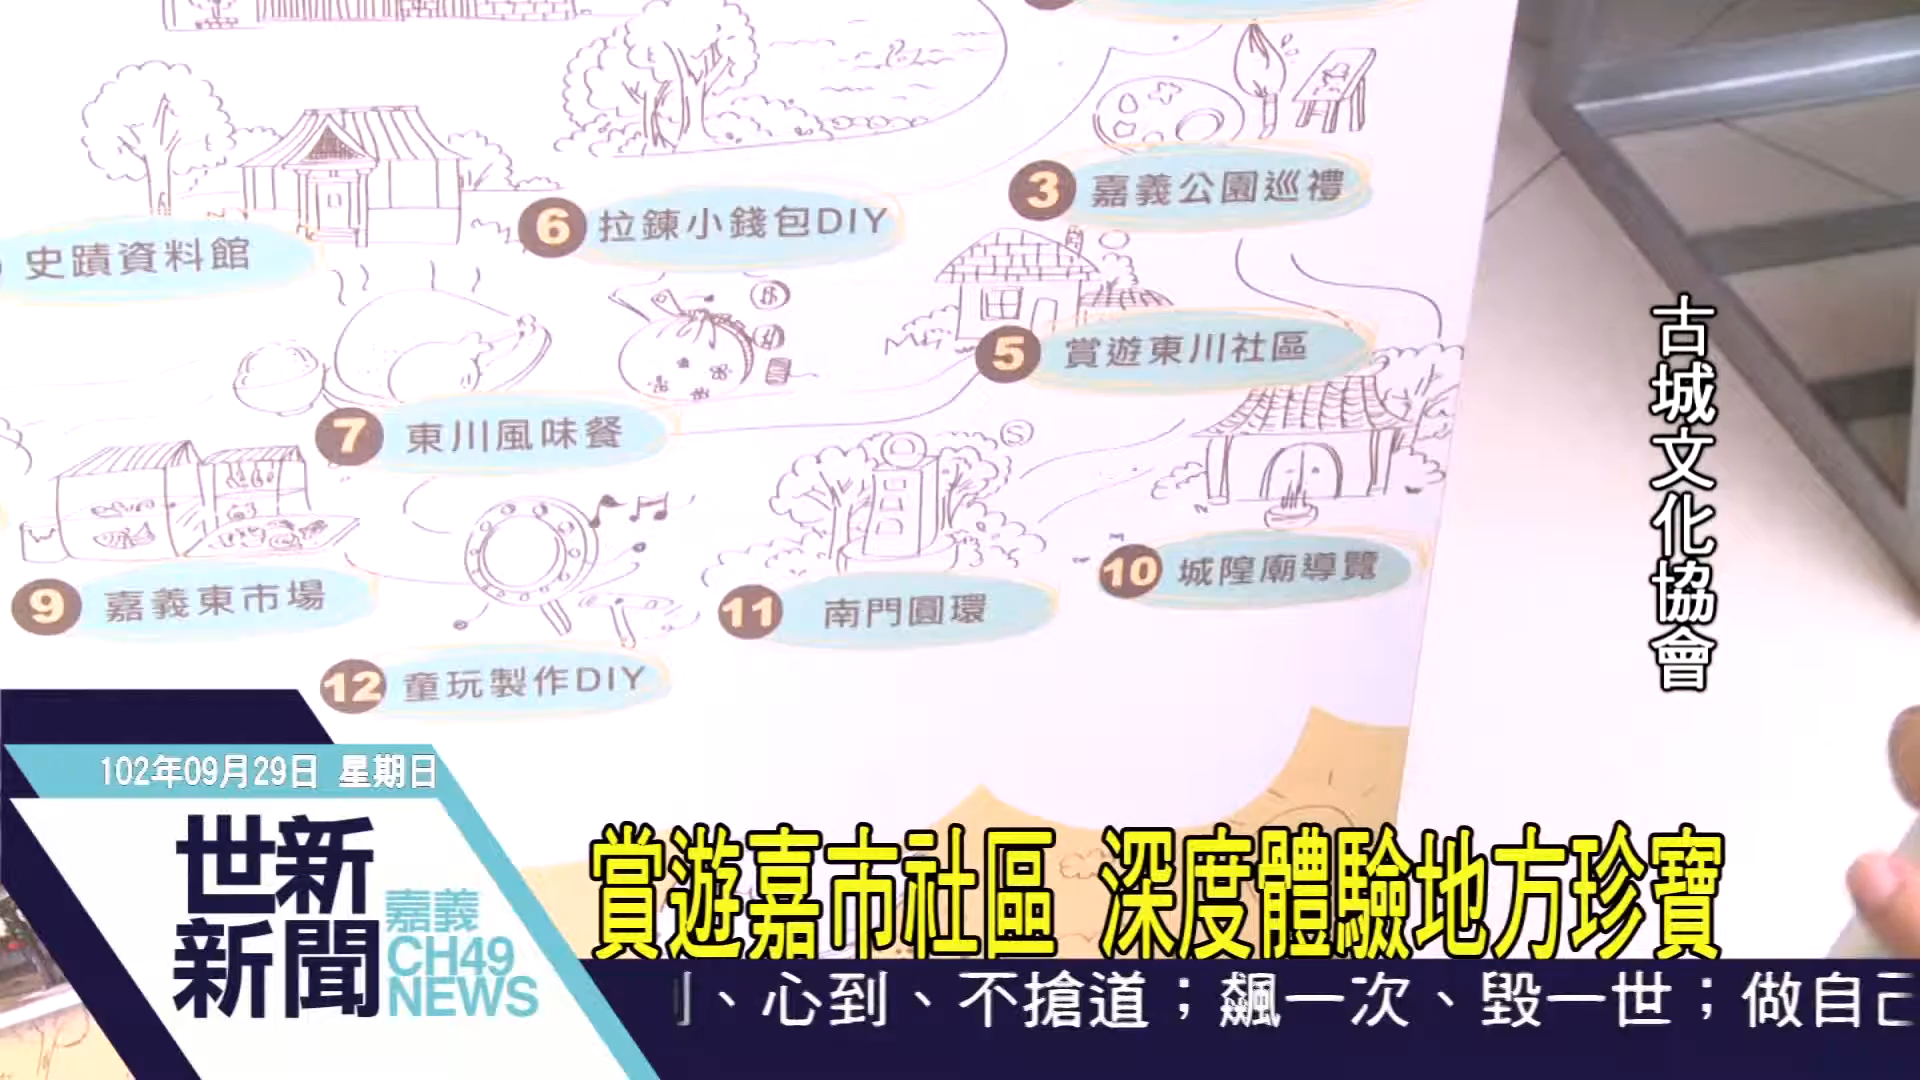 3 嘉義公園巡禮
6 拉鍊小錢包DIY
史蹟資料館
5 賞遊東川社區
7 東川風味餐
10 城隍廟導覽
9 嘉義東市場
11 南門圓環
12 童玩製作DIY
古城文化協會
102年09月29日 星期日
世新
新聞
嘉義
CH49
NEWS
賞遊嘉市社區 深度體驗地方珍寶
、心到、不搶道；飆一次、毀一世；做自己